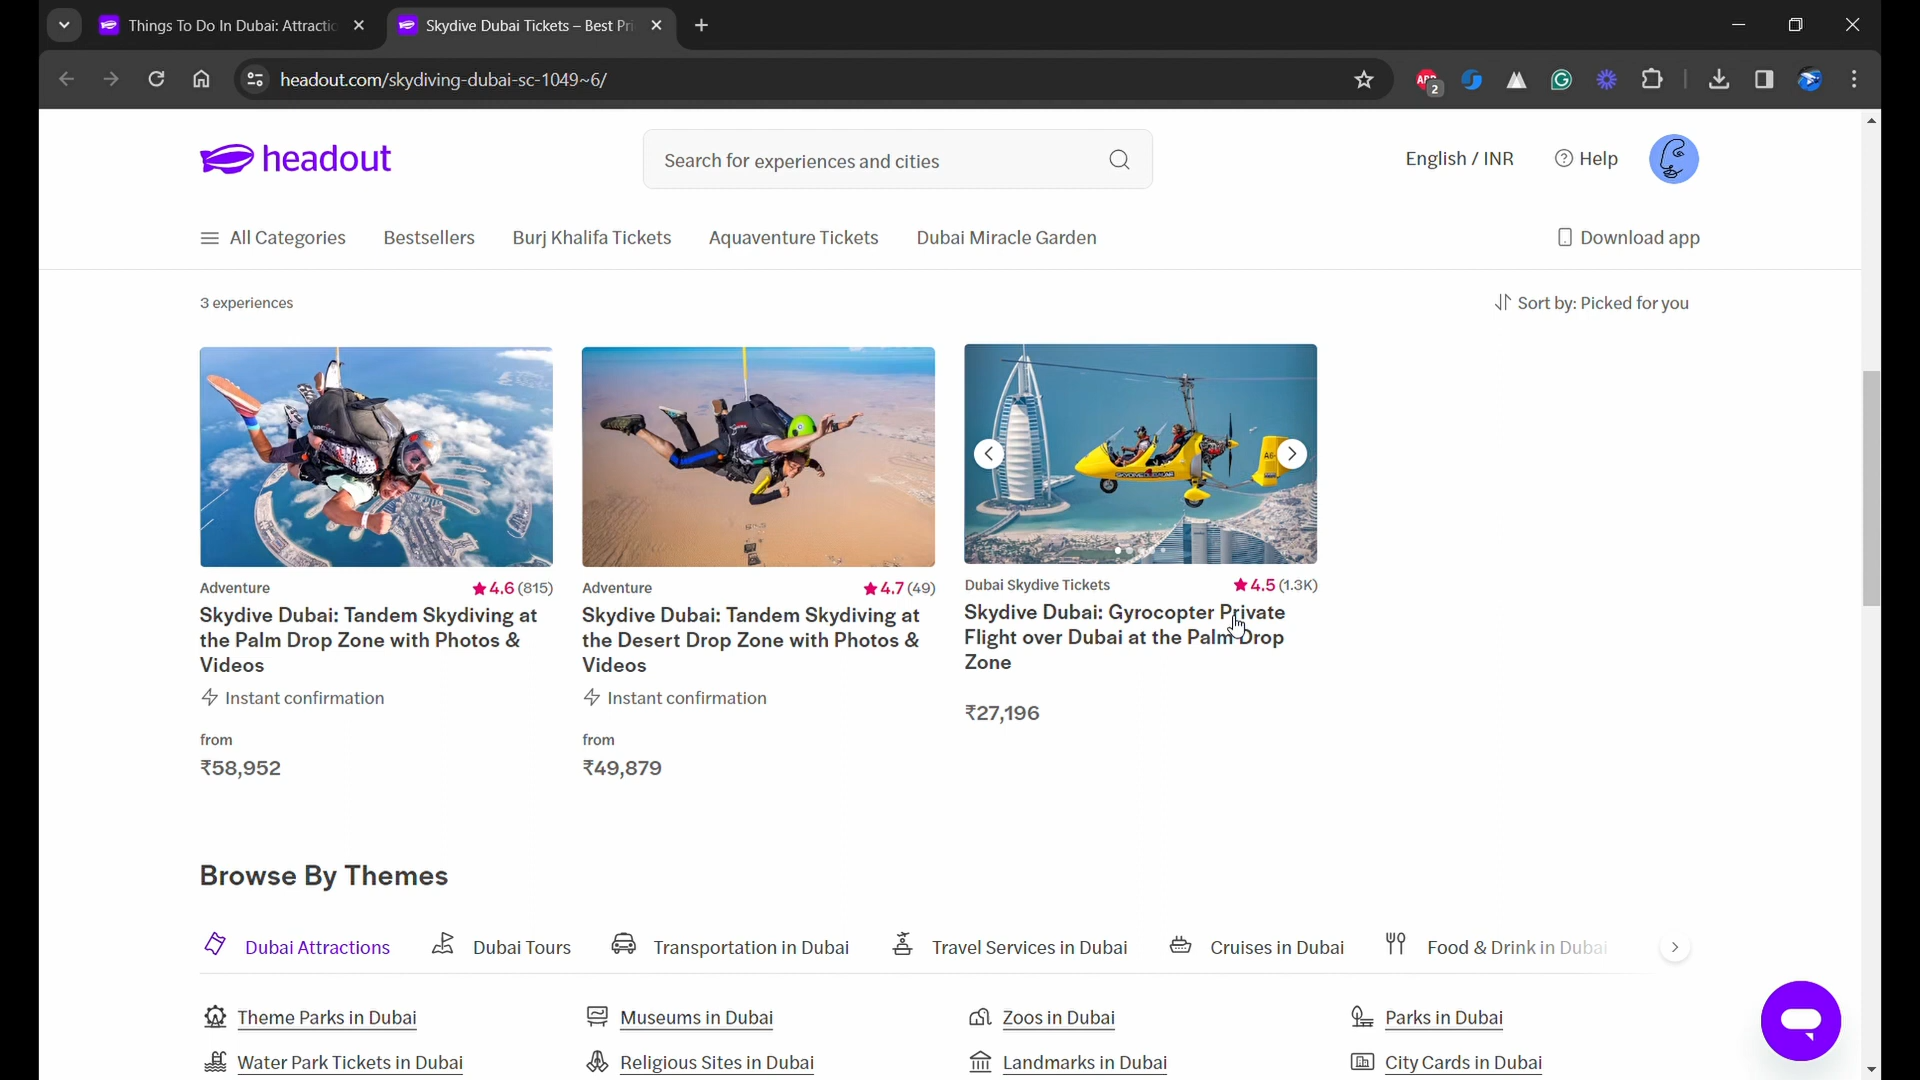 Things To Do In Dubai: Attractic
Skydive Dubai Tickets – Best Pri
headout.com/skydiving-dubai-sc-1049~6/
2
headout
Search for experiences and cities
English / INR
Help
All Categories
Bestsellers
Burj Khalifa Tickets
Aquaventure Tickets
Dubai Miracle Garden
Download app
3 experiences
Sort by: Picked for you
Adventure
4.6 (815)
Skydive Dubai: Tandem Skydiving at
the Palm Drop Zone with Photos &
Videos
Instant confirmation
from
₹58,952
Adventure
4.7 (49)
Skydive Dubai: Tandem Skydiving at
the Desert Drop Zone with Photos &
Videos
Instant confirmation
from
₹49,879
A6-
Dubai Skydive Tickets
4.5 (1.3K)
Skydive Dubai: Gyrocopter Private
Flight over Dubai at the Palm Drop
Zone
₹27,196
Browse By Themes
Dubai Attractions
Dubai Tours
Transportation in Dubai
Travel Services in Dubai
Cruises in Dubai
Food & Drink in Dubai
Theme Parks in Dubai
Museums in Dubai
Zoos in Dubai
Parks in Dubai
Water Park Tickets in Dubai
Religious Sites in Dubai
Landmarks in Dubai
City Cards in Dubai